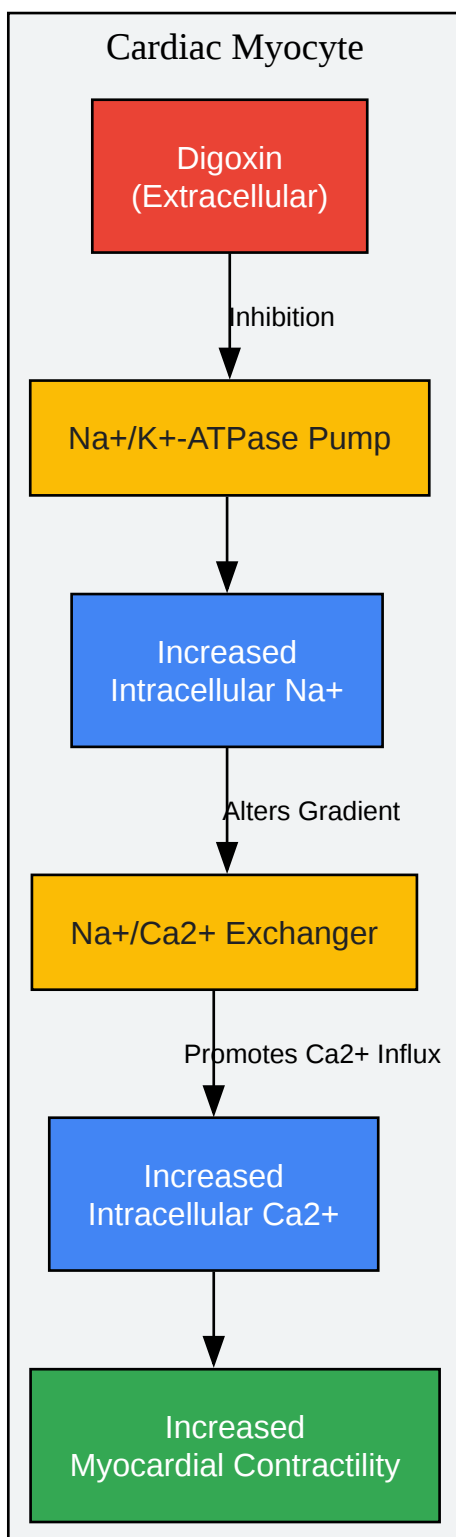 Cardiac Myocyte
Digoxin
(Extracellular)
Inhibition
Na+/K+-ATPase Pump
Increased
Intracellular Na+
Alters Gradient
Na+/Ca2+ Exchanger
Promotes Ca2+ Influx
Increased
Intracellular Ca2+
Increased
Myocardial Contractility